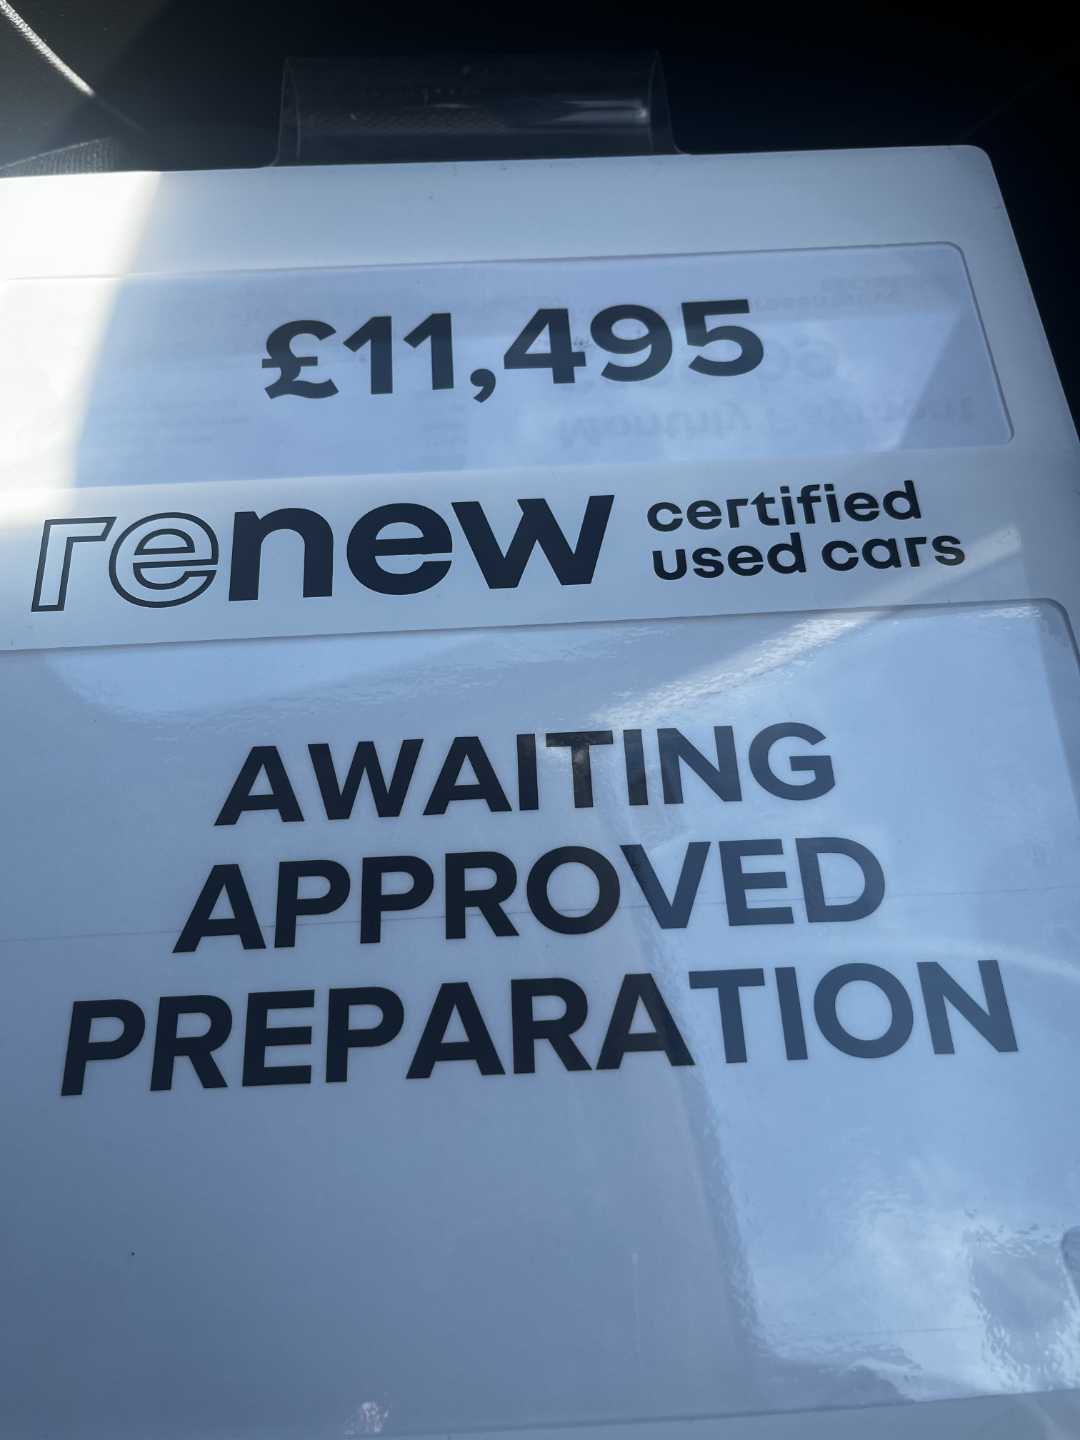 £11,495
renew certified
used cars
AWAITING
APPROVED
PREPARATION